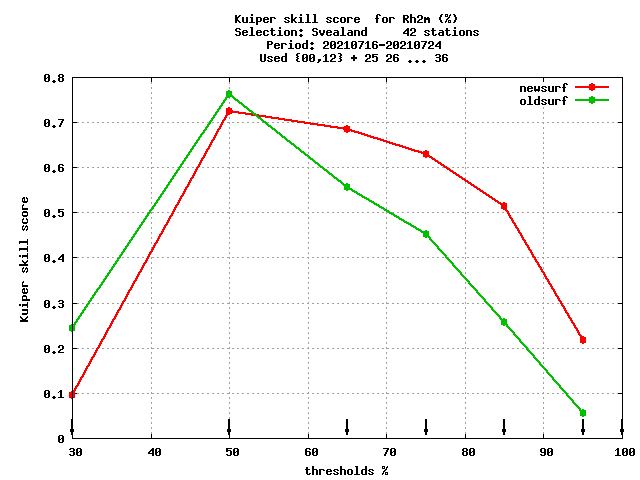 Kuiper skill score for Rh2m (%)
Selection: Svealand 42 stations
Period: 20210716-20210724
Used {00,12} + 25 26 ... 36
newsurf
oldsurf
0.8
0.7
0.6
0.5
0.4
0.3
0.2
0.1
0
Kuiper skill score
30 40 50 60 70 80 90 100
thresholds %